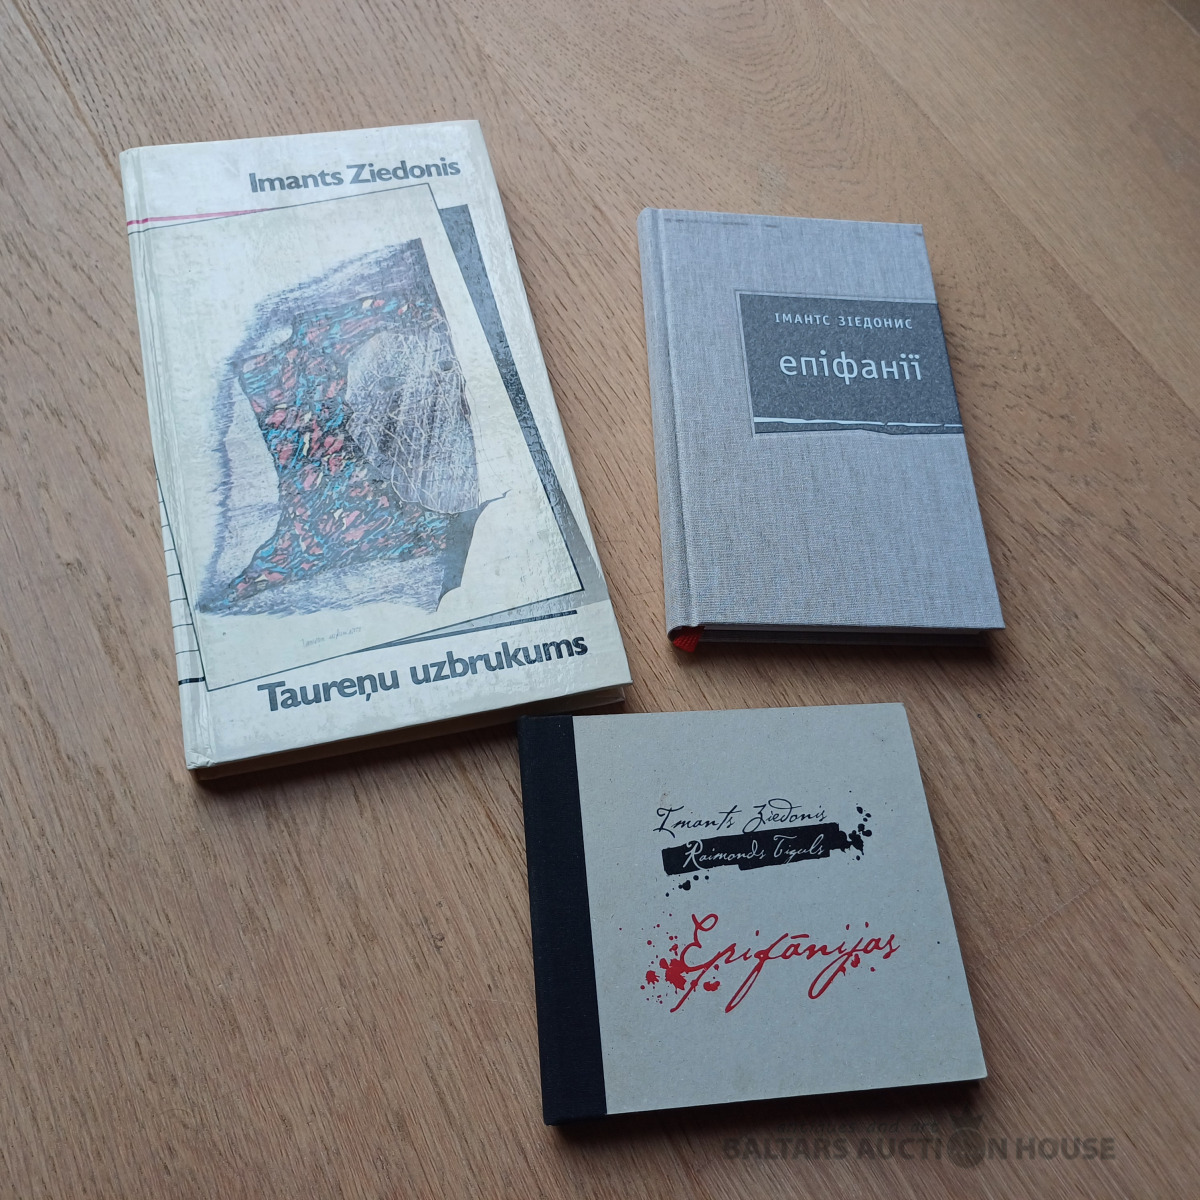 Imants Ziedonis
Taureņu uzbrukums
ІМАНТС ЗІЕДОНИС
епіфанії
Imants Ziedonis
Raimonds Tiguls
Epifānijas
BALTARS AUCTION HOUSE